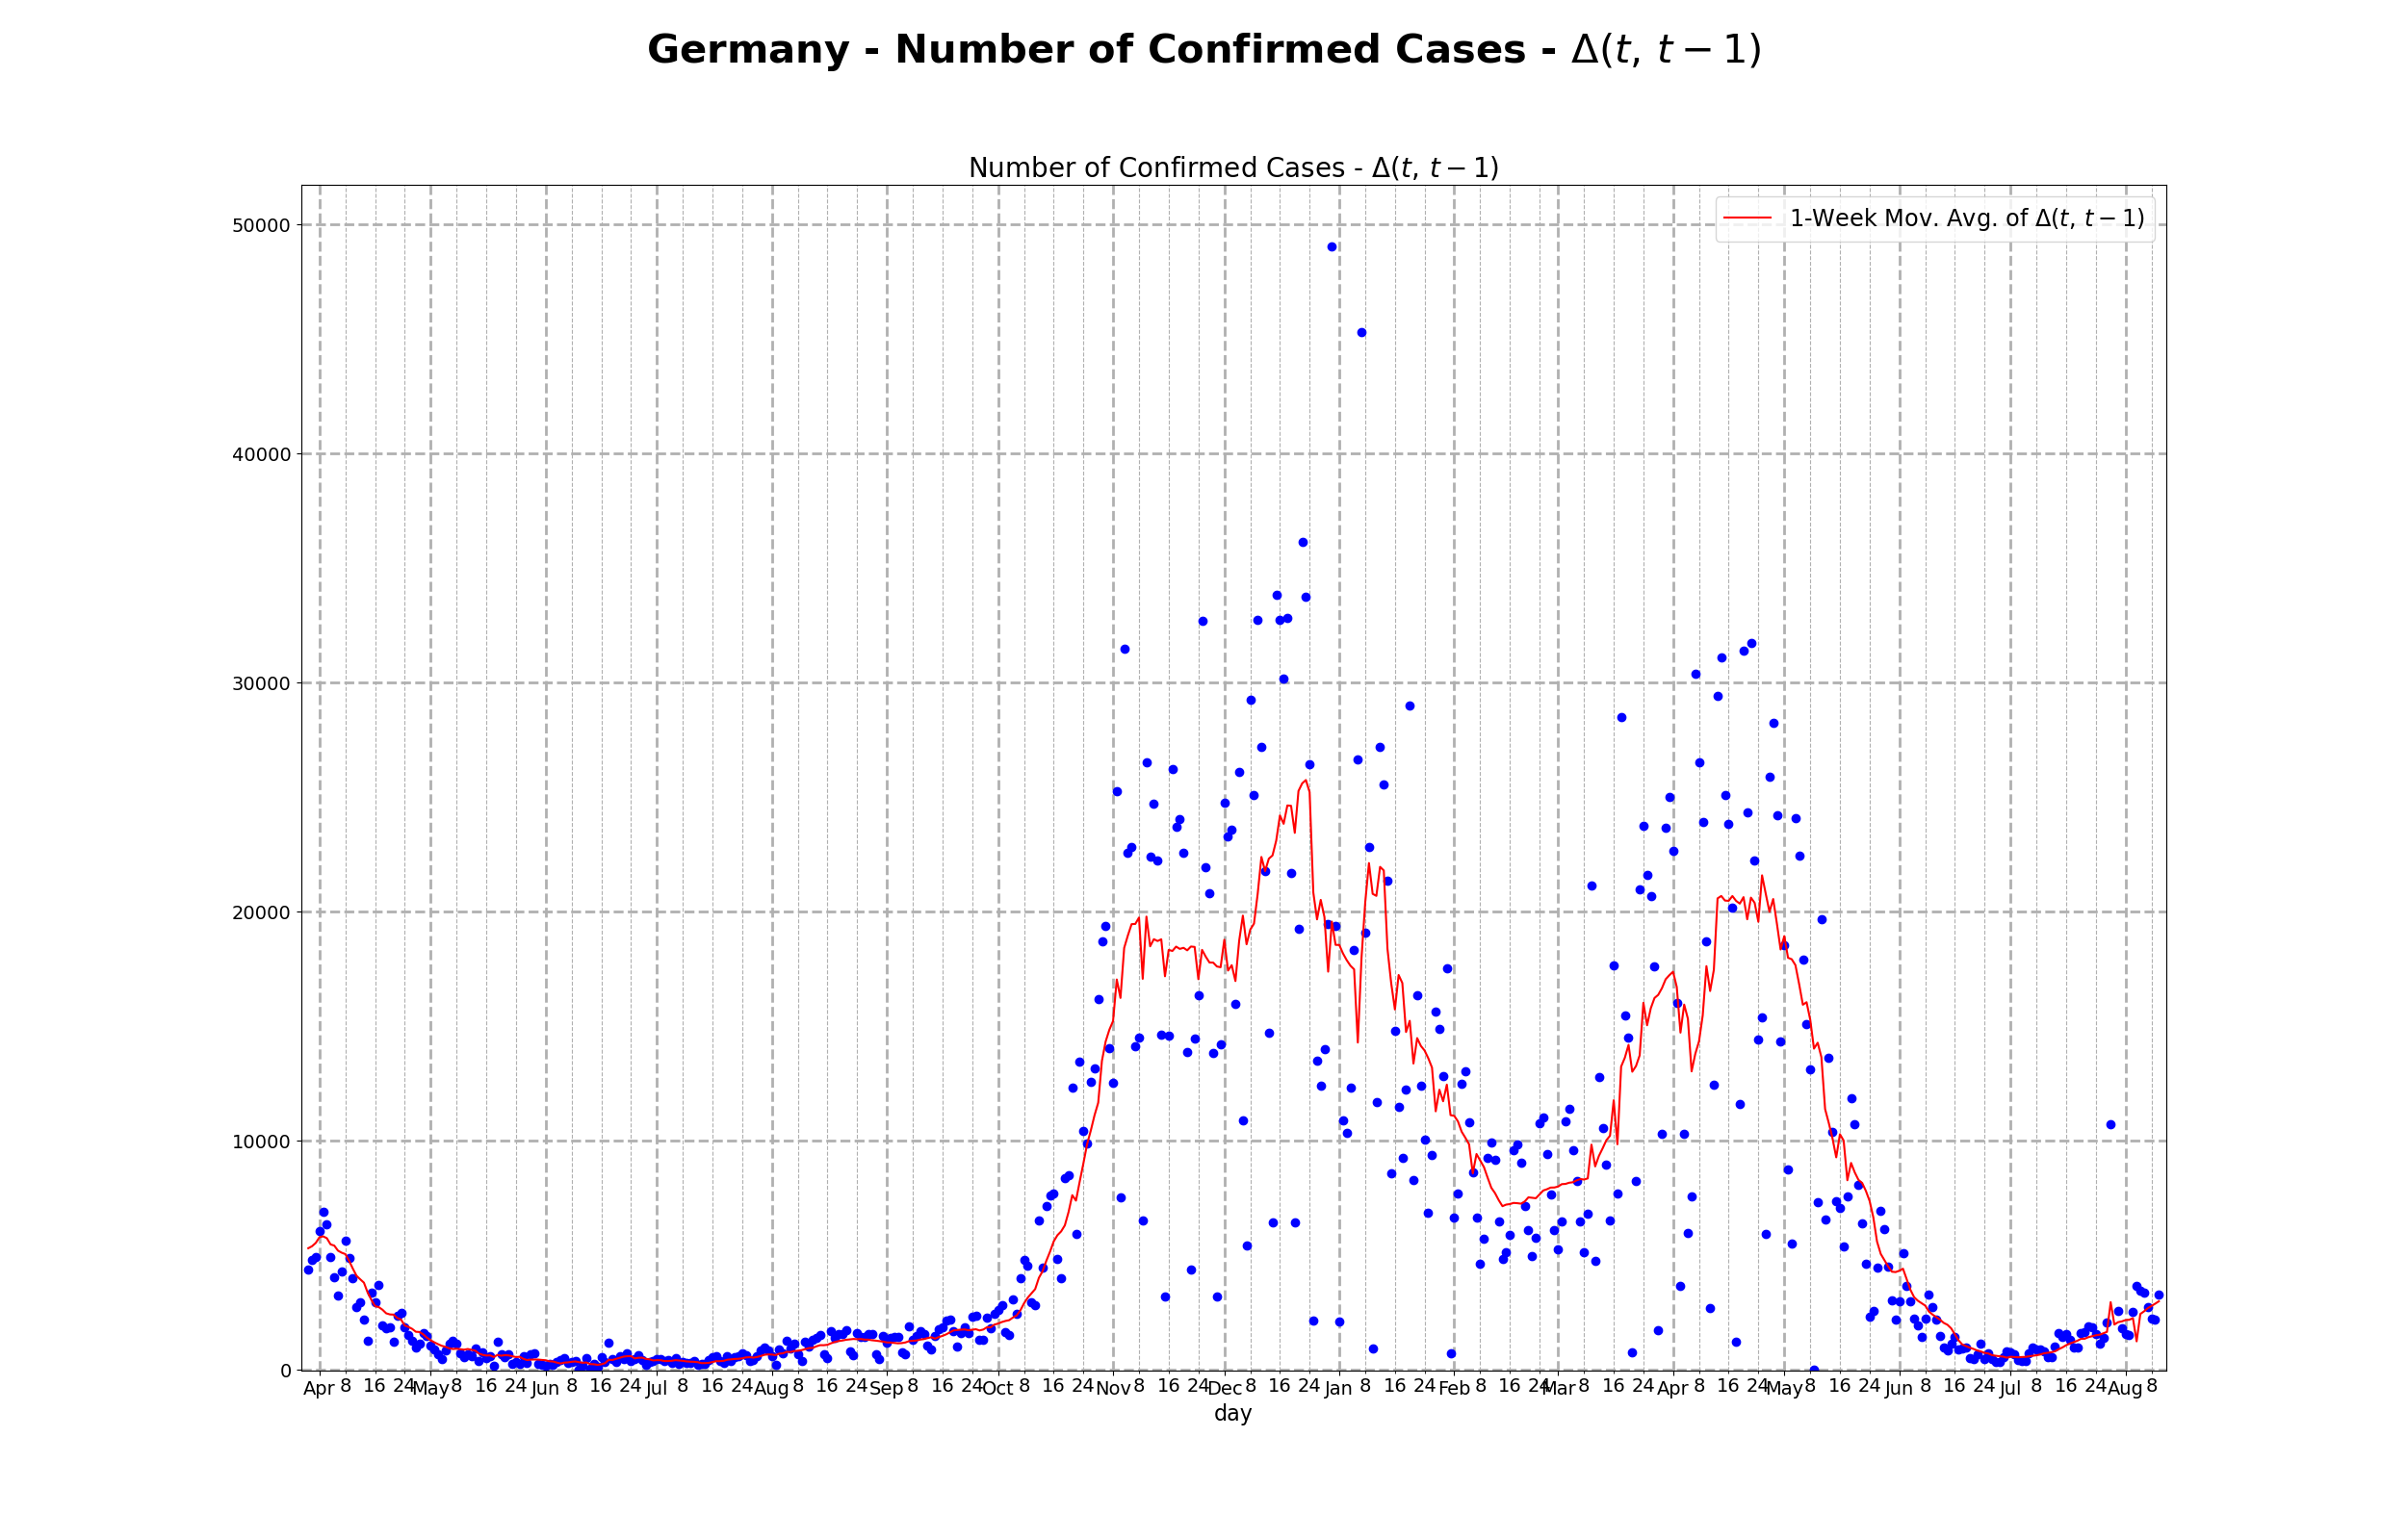 Germany - Number of Confirmed Cases - Δ(t, t − 1)
Number of Confirmed Cases - Δ(t, t − 1)
1-Week Mov. Avg. of Δ(t, t − 1)
50000
40000
30000
20000
10000
0
Apr 8 16 24 May 8 16 24 Jun 8 16 24 Jul 8 16 24 Aug 8 16 24 Sep 8 16 24 Oct 8 16 24 Nov 8 16 24 Dec 8 16 24 Jan 8 16 24 Feb 8 16 24 Mar 8 16 24 Apr 8 16 24 May 8 16 24 Jun 8 16 24 Jul 8 16 24 Aug 8
day